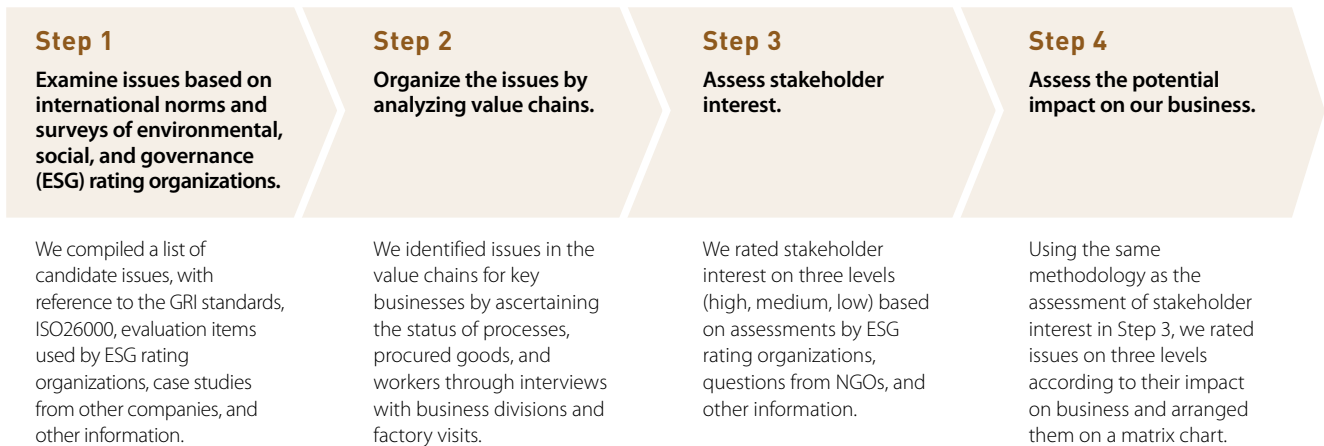 Step 1
Examine issues based on
international norms and
surveys of environmental,
social, and governance
(ESG) rating organizations.
We compiled a list of
candidate issues, with
reference to the GRI standards,
ISO26000, evaluation items
used by ESG rating
organizations, case studies
from other companies, and
other information.
Step 2
Organize the issues by
analyzing value chains.
We identified issues in the
value chains for key
businesses by ascertaining
the status of processes,
procured goods, and
workers through interviews
with business divisions and
factory visits.
Step 3
Assess stakeholder
interest.
We rated stakeholder
interest on three levels
(high, medium, low) based
on assessments by ESG
rating organizations,
questions from NGOs, and
other information.
Step 4
Assess the potential
impact on our business.
Using the same
methodology as the
assessment of stakeholder
interest in Step 3, we rated
issues on three levels
according to their impact
on business and arranged
them on a matrix chart.